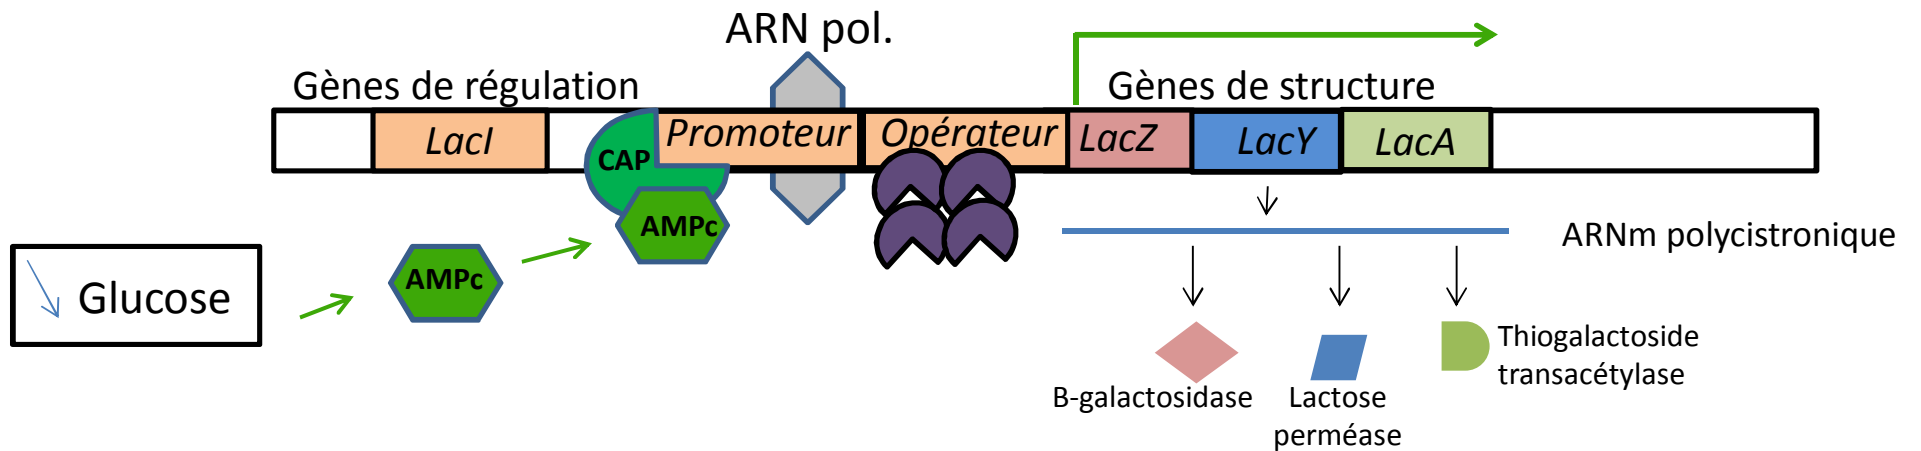 ARN pol.
Gènes de régulation
Gènes de structure
LacI
Promoteur
Opérateur
LacZ
LacY
LacA
CAP
AMPc
ARNm polycistronique
AMPc
Glucose
Thiogalactoside
transacétylase
B-galactosidase
Lactose
perméase